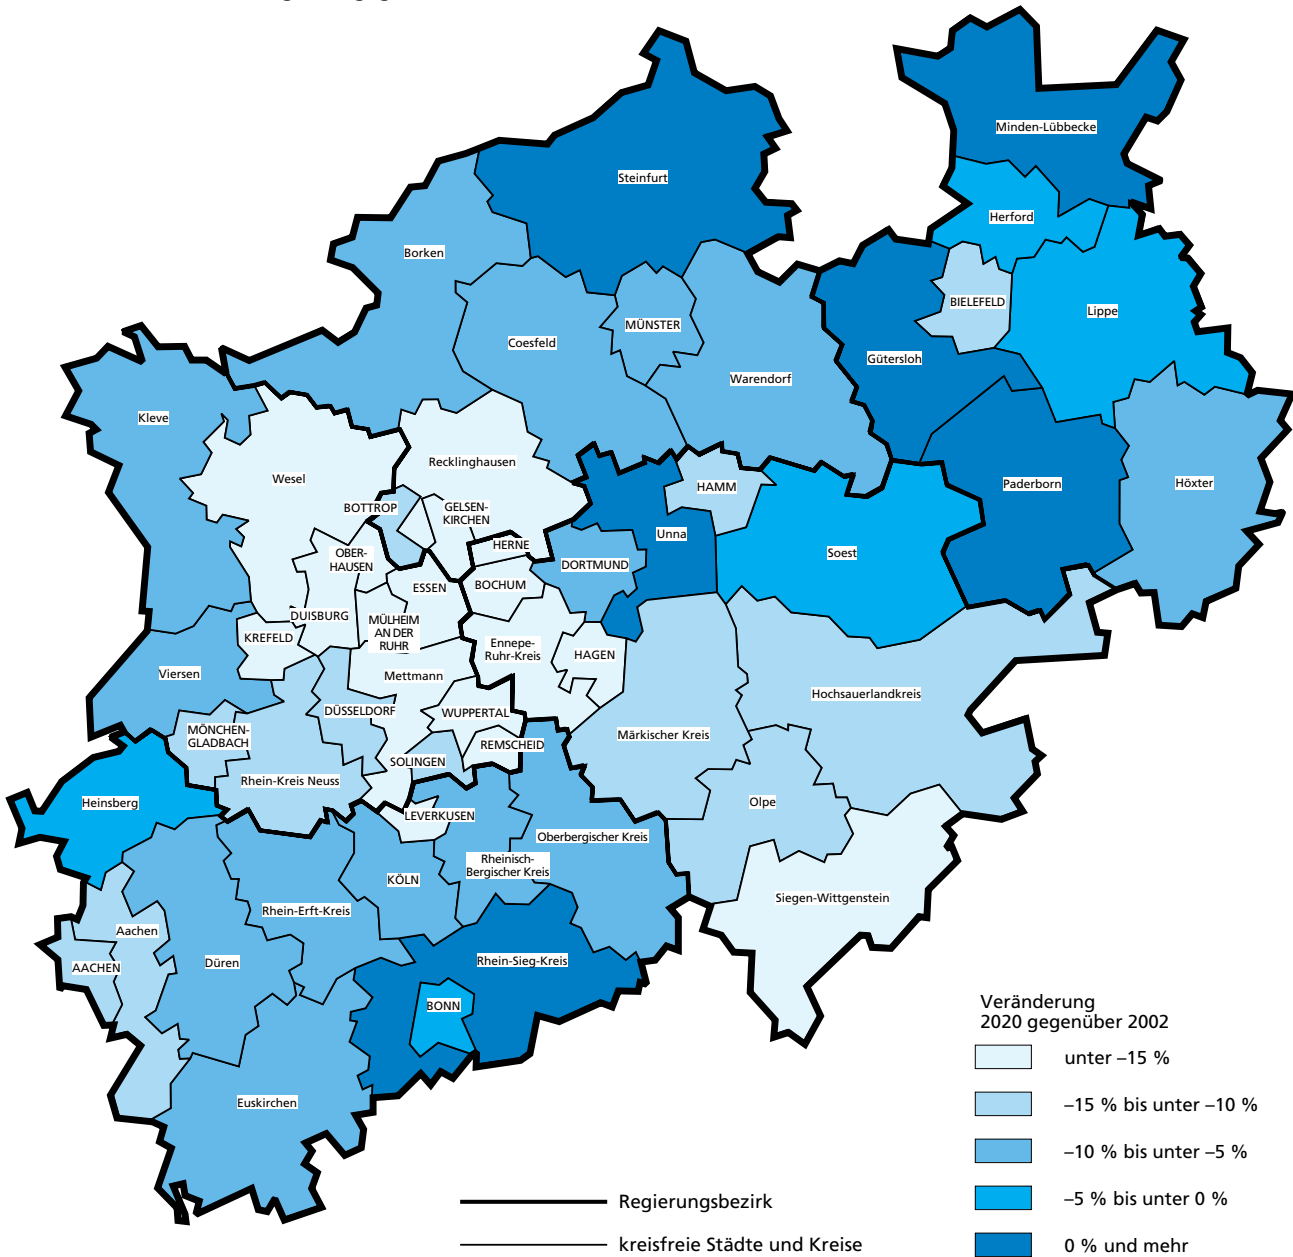 Minden-Lübbecke
Steinfurt
Herford
Borken
BIELEFELD
Lippe
MÜNSTER
Coesfeld
Gütersloh
Warendorf
Kleve
Recklinghausen
Wesel
HAMM
Paderborn
Höxter
BOTTROP
GELSEN-
KIRCHEN
Unna
HERNE
Soest
OBER-
HAUSEN
DORTMUND
ESSEN
BOCHUM
DUISBURG
MÜLHEIM
AN DER
RUHR
KREFELD
Ennepe-
Ruhr-Kreis
HAGEN
Viersen
Mettmann
Hochsauerlandkreis
DÜSSELDORF
WUPPERTAL
MÖNCHEN-
GLADBACH
Märkischer Kreis
REMSCHEID
SOLINGEN
Rhein-Kreis Neuss
Heinsberg
Olpe
LEVERKUSEN
Oberbergischer Kreis
Rheinisch-
Bergischer Kreis
KÖLN
Siegen-Wittgenstein
Rhein-Erft-Kreis
Aachen
AACHEN
Düren
Rhein-Sieg-Kreis
BONN
Euskirchen
Veränderung
2020 gegenüber 2002
unter –15 %
–15 % bis unter –10 %
–10 % bis unter –5 %
–5 % bis unter 0 %
0 % und mehr
Regierungsbezirk
kreisfreie Städte und Kreise